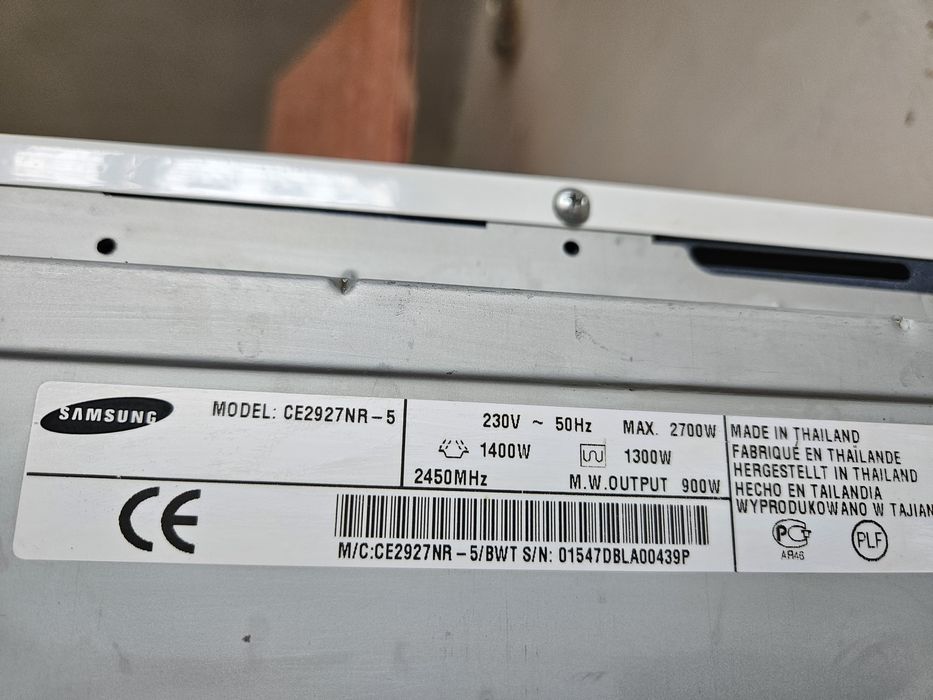 SAMSUNG
MODEL: CE2927NR-5
230V ~ 50Hz MAX. 2700W
1400W 1300W
2450MHz M.W.OUTPUT 900W
M/C:CE2927NR-5/BWT S/N: 01547DBLA00439P
MADE IN THAILAND
FABRIQUÉ EN THAÏLANDE
HERGESTELLT IN THAILAND
HECHO EN TAILANDIA
WYPRODUKOWANO W TAJIAN
CE
PCT
PLF